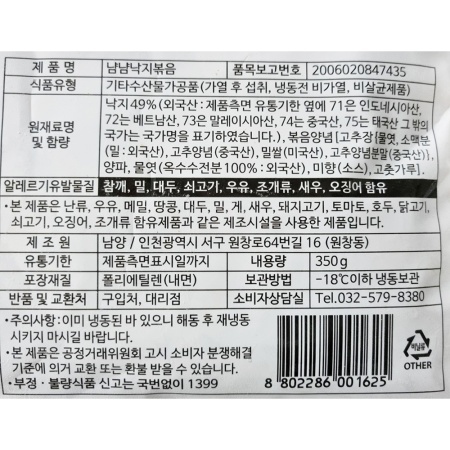 제 품 명 냠냠낙지볶음 품목보고번호 2006020847435
식품유형 기타수산물가공품(가열 후 섭취, 냉동전 비가열, 비살균제품)
원재료명 및 함량
낙지49%(외국산 : 제품측면 유통기한 옆에 71은 인도네시아산,
72는 베트남산, 73은 말레이시아산, 74는 중국산, 75는 태국산 그 밖의
국가는 국가명을 표기하였습니다.), 볶음양념[고추장{물엿, 소맥분
(밀 : 외국산), 고추양념(중국산), 밀쌀(미국산), 고추양념분말(중국산)},
양파, 물엿(옥수수전분100% : 외국산), 미향(소스), 고춧가루].
알레르기유발물질 참깨, 밀, 대두, 쇠고기, 우유, 조개류, 새우, 오징어 함유
•본 제품은 난류, 우유, 메밀, 땅콩, 대두, 밀, 게, 새우, 돼지고기, 토마토, 호두, 닭고기,
쇠고기, 오징어, 조개류 함유제품과 같은 제조시설을 사용한 제품입니다.
제 조 원 남양 / 인천광역시 서구 원창로64번길 16 (원창동)
유통기한 제품측면표시일까지 내용량 350g
포장재질 폴리에틸렌(내면) 보관방법 -18℃이하 냉동보관
반품 및 교환처 구입처, 대리점 소비자상담실 Tel.032-579-8380
•주의사항:이미 냉동된 바 있으니 해동 후 재냉동
시키지 마시길 바랍니다.
•본 제품은 공정거래위원회 고시 소비자 분쟁해결
기준에 의거 교환 또는 환불 받을 수 있습니다.
•부정·불량식품 신고는 국번없이 1399
8 802286 001625
비닐류
OTHER